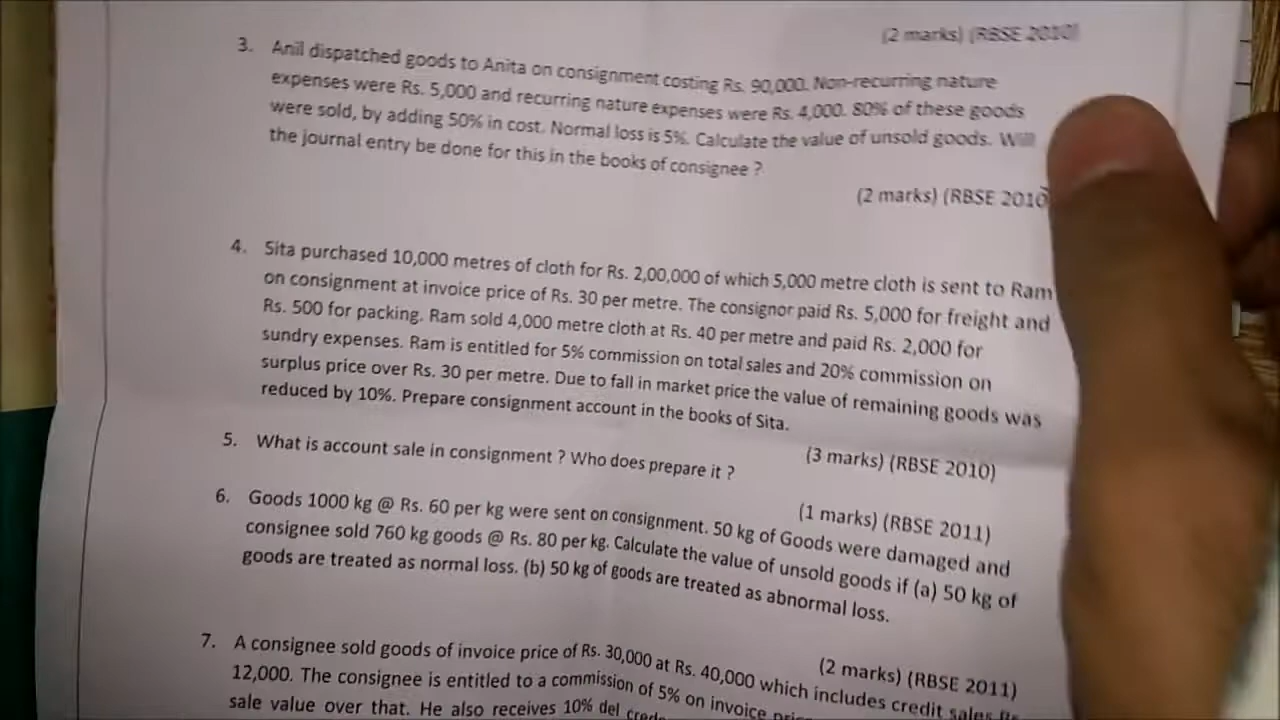 (2 marks) (RBSE 2010)
3. Anil dispatched goods to Anita on consignment costing Rs. 90,000. Non-recurring nature
expenses were Rs. 5,000 and recurring nature expenses were Rs. 4,000. 80% of these goods
were sold, by adding 50% in cost. Normal loss is 5%. Calculate the value of unsold goods. Will
the journal entry be done for this in the books of consignee ?
(2 marks) (RBSE 2010
4. Sita purchased 10,000 metres of cloth for Rs. 2,00,000 of which 5,000 metre cloth is sent to Ram
on consignment at invoice price of Rs. 30 per metre. The consignor paid Rs. 5,000 for freight and
Rs. 500 for packing. Ram sold 4,000 metre cloth at Rs. 40 per metre and paid Rs. 2,000 for
sundry expenses. Ram is entitled for 5% commission on total sales and 20% commission on
surplus price over Rs. 30 per metre. Due to fall in market price the value of remaining goods was
reduced by 10%. Prepare consignment account in the books of Sita.
(3 marks) (RBSE 2010)
5. What is account sale in consignment ? Who does prepare it ?
(1 marks) (RBSE 2011)
6. Goods 1000 kg @ Rs. 60 per kg were sent on consignment. 50 kg of Goods were damaged and
consignee sold 760 kg goods @ Rs. 80 per kg. Calculate the value of unsold goods if (a) 50 kg of
goods are treated as normal loss. (b) 50 kg of goods are treated as abnormal loss.
(2 marks) (RBSE 2011)
7. A consignee sold goods of invoice price of Rs. 30,000 at Rs. 40,000 which includes credit sales
12,000. The consignee is entitled to a commission of 5% on invoice
sale value over that. He also receives 10% del